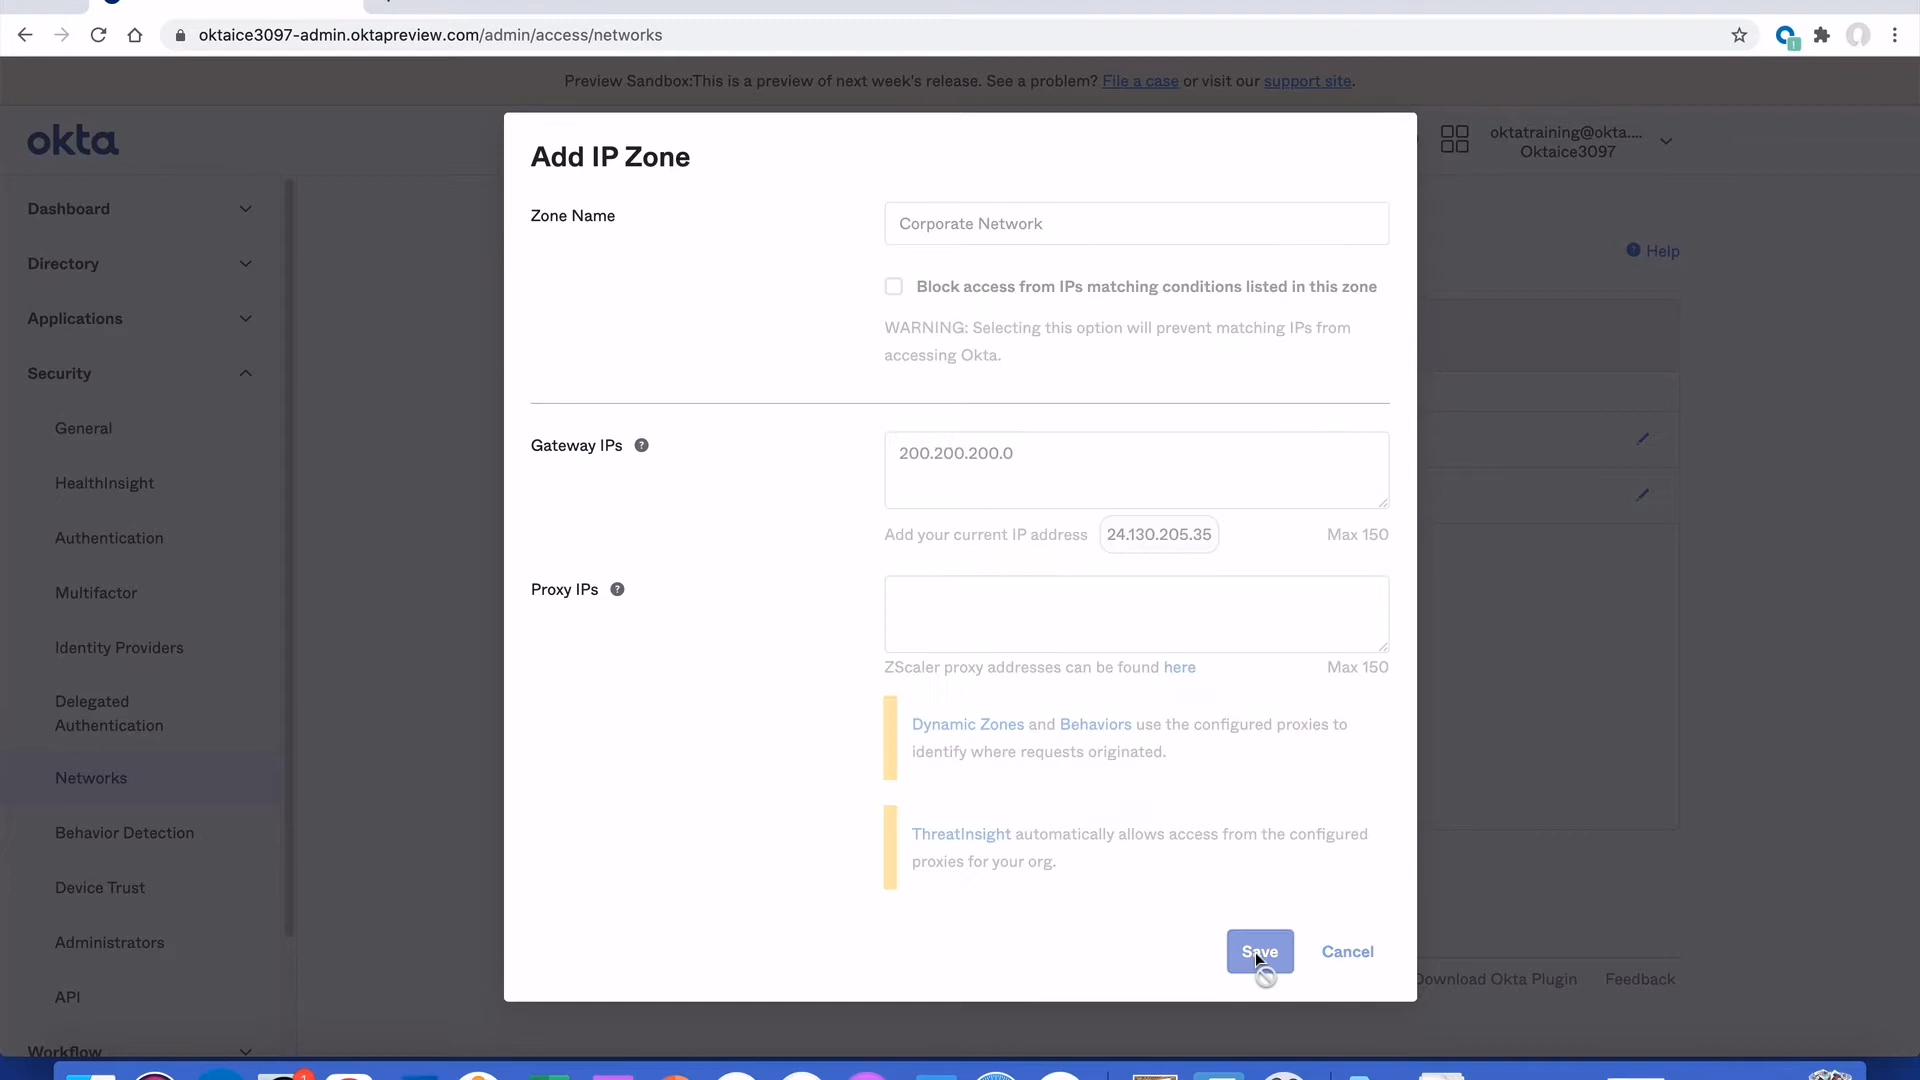 oktaice3097-admin.oktapreview.com/admin/access/networks
Preview Sandbox:This is a preview of next week's release. See a problem? File a case or visit our support site.
okta
oktatraining@okta....
Oktaice3097
Dashboard
Directory
Applications
Security
General
HealthInsight
Authentication
Multifactor
Identity Providers
Delegated
Authentication
Networks
Behavior Detection
Device Trust
Administrators
API
Workflow
Help
Add IP Zone
Zone Name
Corporate Network
Block access from IPs matching conditions listed in this zone
WARNING: Selecting this option will prevent matching IPs from
accessing Okta.
Gateway IPs
200.200.200.0
Add your current IP address 24.130.205.35 Max 150
Proxy IPs
ZScaler proxy addresses can be found here Max 150
Dynamic Zones and Behaviors use the configured proxies to
identify where requests originated.
ThreatInsight automatically allows access from the configured
proxies for your org.
Save
Cancel
Download Okta Plugin
Feedback